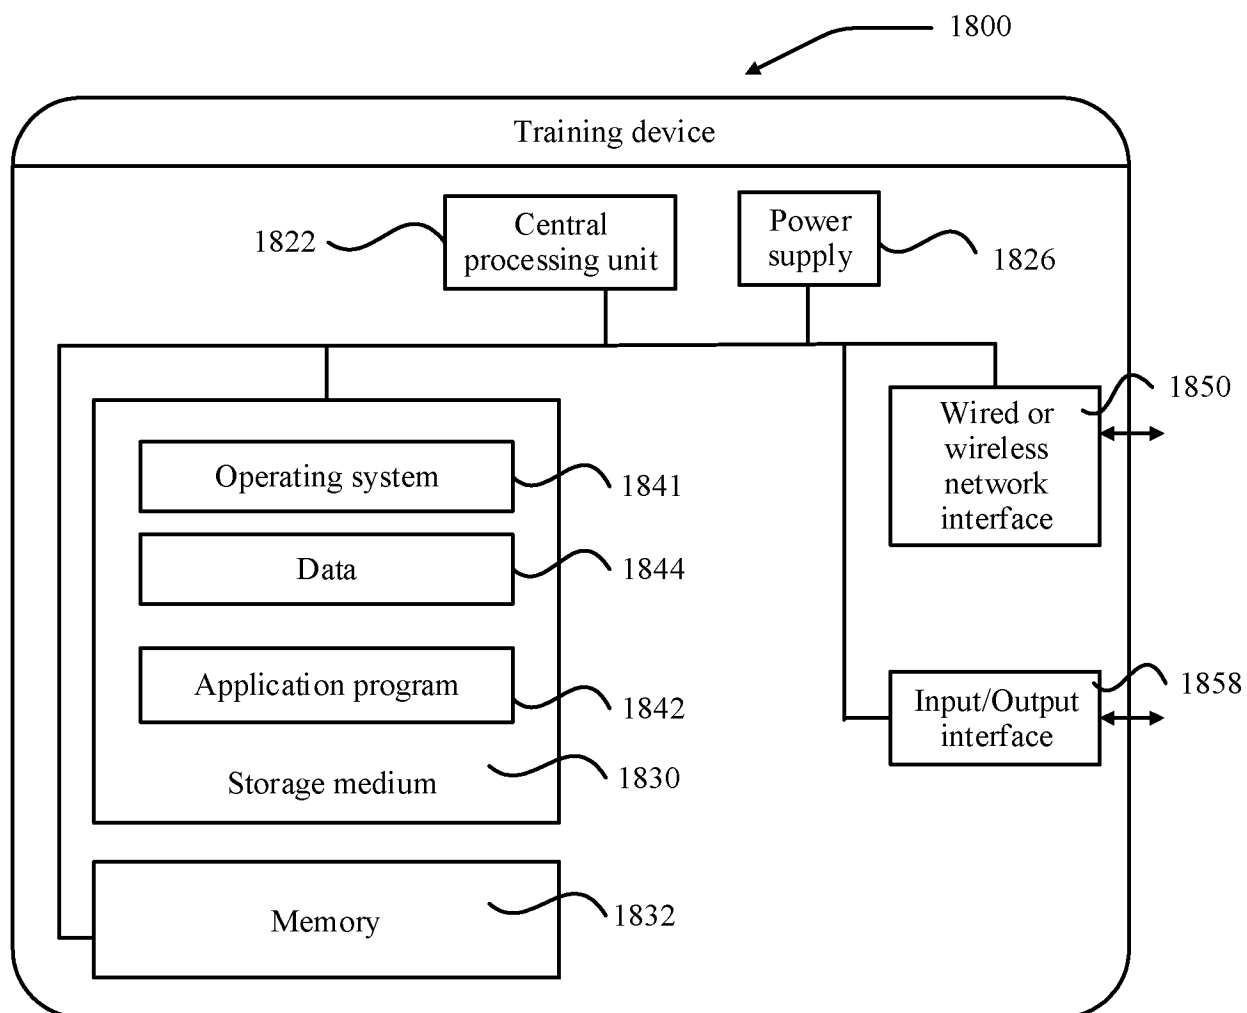 1800
Training device
1822
Central
processing unit
Power
supply
1826
1850
Wired or
wireless
network
interface
Operating system
1841
Data
1844
Application program
1842
1858
Input/Output
interface
Storage medium
1830
Memory
1832